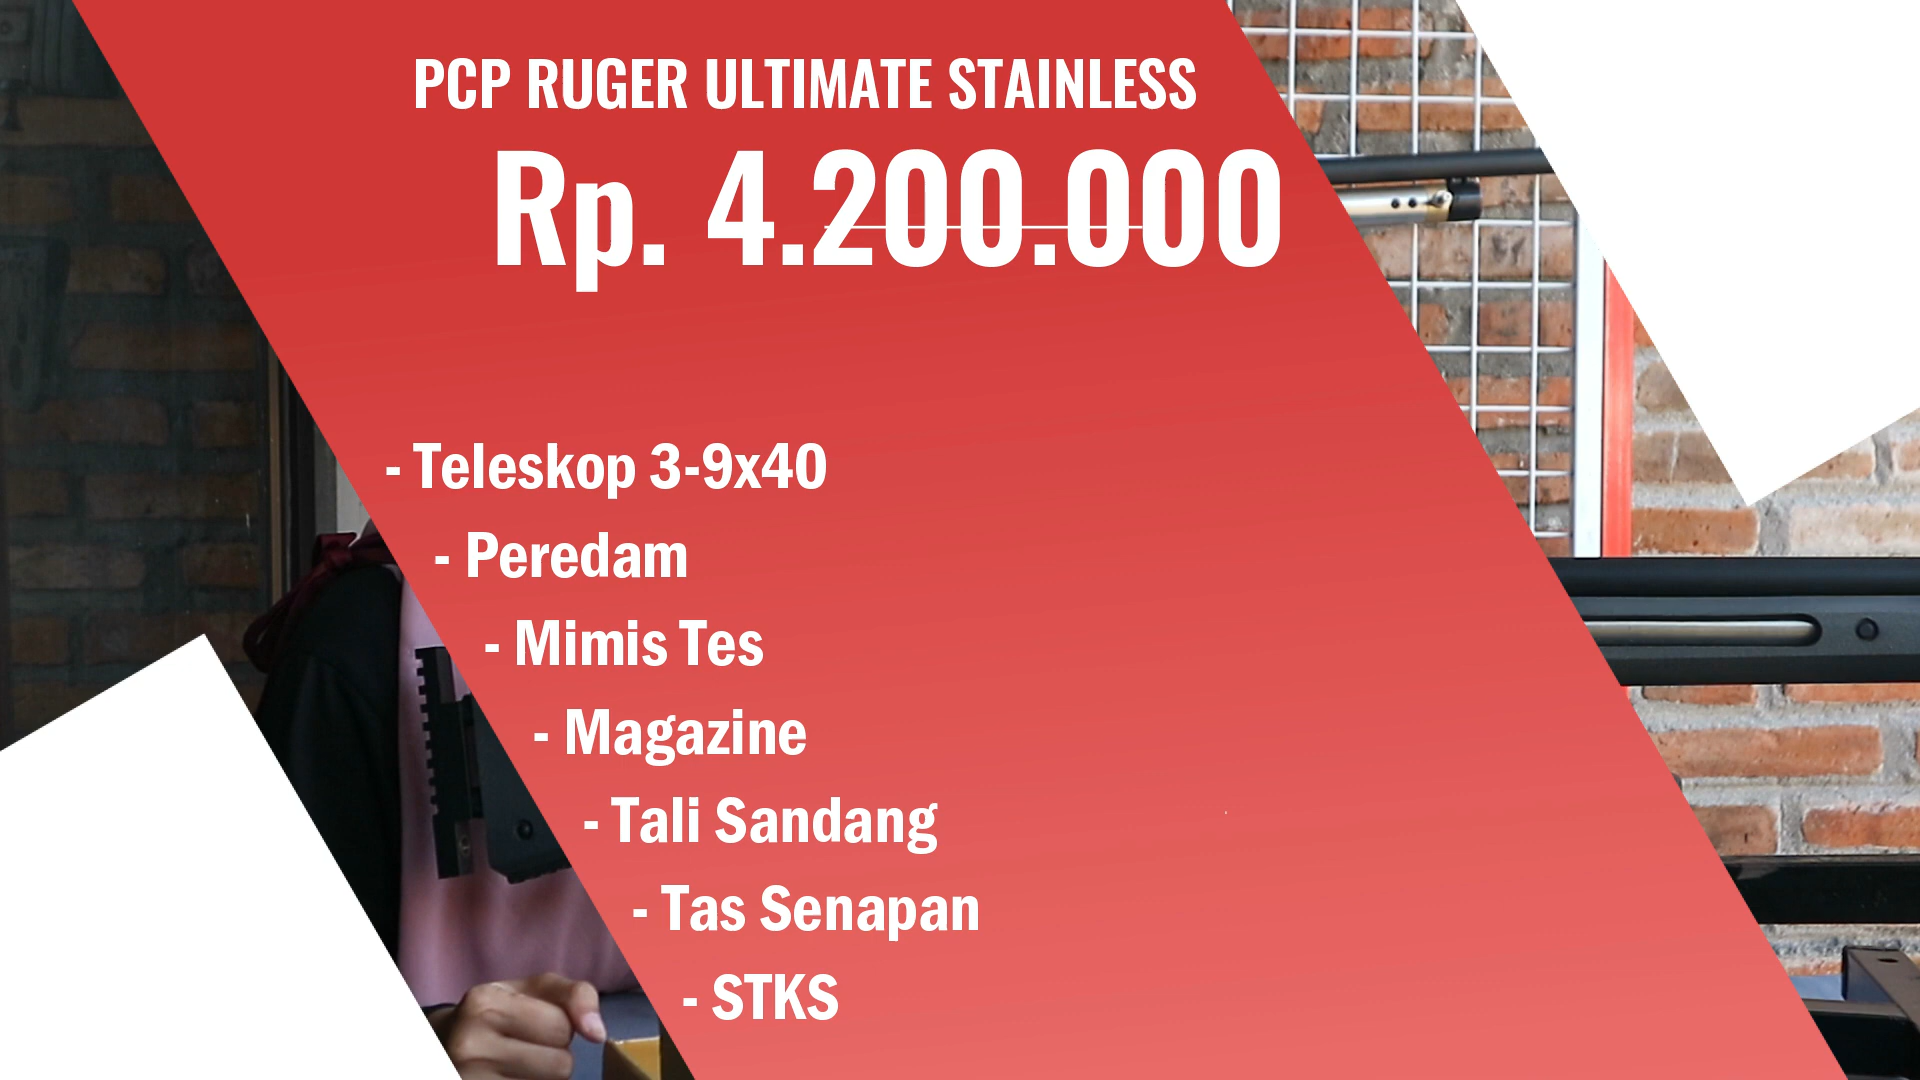 PCP RUGER ULTIMATE STAINLESS
Rp. 4.200.000
- Teleskop 3-9x40
- Peredam
- Mimis Tes
- Magazine
- Tali Sandang
- Tas Senapan
- STKS